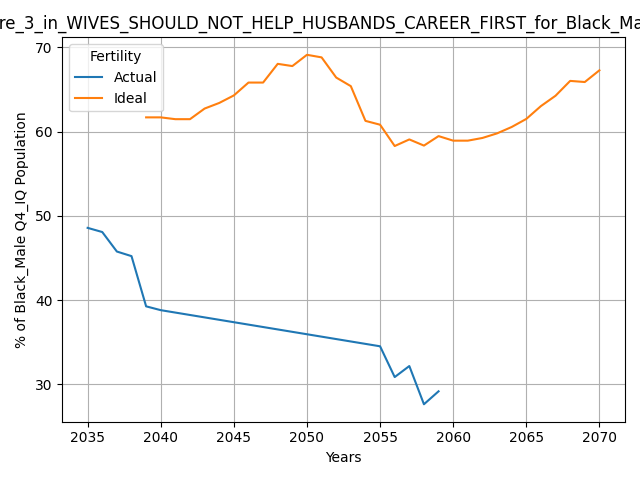 re_3_in_WIVES_SHOULD_NOT_HELP_HUSBANDS_CAREER_FIRST_for_Black_Ma
Fertility
Actual
Ideal
% of Black_Male Q4_IQ Population
70
60
50
40
30
2035 2040 2045 2050 2055 2060 2065 2070
Years